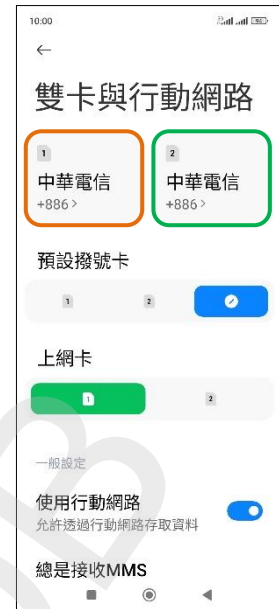 10:00
雙卡與行動網路
1
中華電信
+886 >
2
中華電信
+886 >
預設撥號卡
1 2
上網卡
1 2
一般設定
使用行動網路
允許透過行動網路存取資料
總是接收MMS